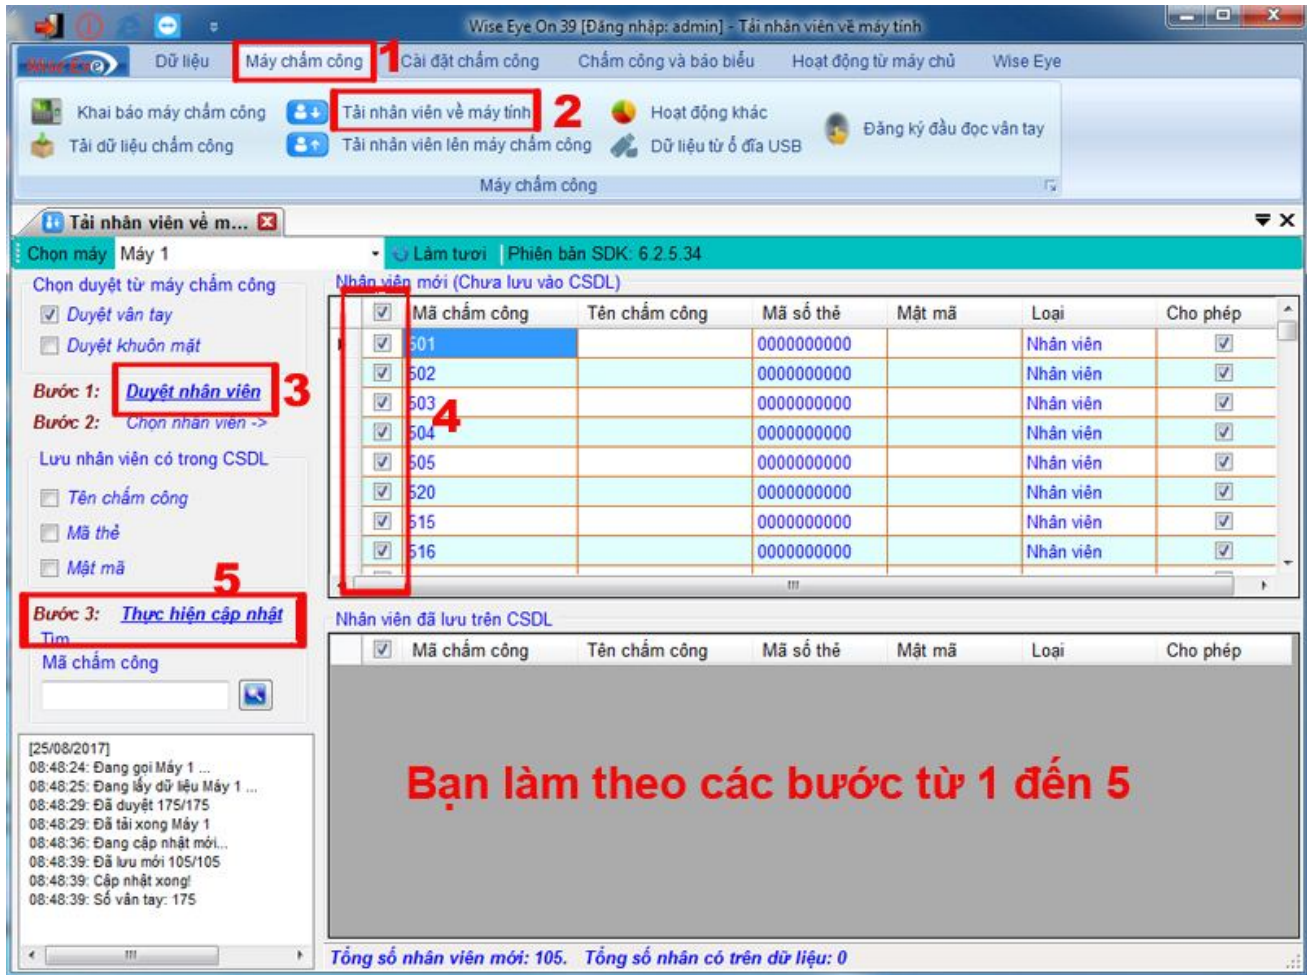 Wise Eye On 39 [Đăng nhập: admin] - Tải nhân viên về máy tính
Wise Eye Dữ liệu Máy chấm công 1 Cài đặt chấm công Chấm công và báo biểu Hoạt động từ máy chủ Wise Eye
Khai báo máy chấm công Tải nhân viên về máy tính 2 Hoạt động khác Đăng ký đầu đọc vân tay
Tải dữ liệu chấm công Tải nhân viên lên máy chấm công Dữ liệu từ ổ đĩa USB
Máy chấm công
Tải nhân viên về m...
Chọn máy Máy 1 Làm tươi Phiên bản SDK: 6.2.5.34
Chọn duyệt từ máy chấm công
Duyệt vân tay
Duyệt khuôn mặt
Bước 1: Duyệt nhân viên 3
Bước 2: Chọn nhân viên ->
Lưu nhân viên có trong CSDL
Tên chấm công
Mã thẻ
Mật mã
5
Bước 3: Thực hiện cập nhật
Tìm
Mã chấm công
[25/08/2017]
08:48:24: Đang gọi Máy 1 ...
08:48:25: Đang lấy dữ liệu Máy 1 ...
08:48:29: Đã duyệt 175/175
08:48:29: Đã tải xong Máy 1
08:48:36: Đang cập nhật mới...
08:48:39: Đã lưu mới 105/105
08:48:39: Cập nhật xong!
08:48:39: Số vân tay: 175
Nhân viên mới (Chưa lưu vào CSDL)
Mã chấm công Tên chấm công Mã số thẻ Mật mã Loại Cho phép
501 0000000000 Nhân viên
502 0000000000 Nhân viên
503 0000000000 Nhân viên
4
504 0000000000 Nhân viên
505 0000000000 Nhân viên
520 0000000000 Nhân viên
515 0000000000 Nhân viên
516 0000000000 Nhân viên
Nhân viên đã lưu trên CSDL
Mã chấm công Tên chấm công Mã số thẻ Mật mã Loại Cho phép
Bạn làm theo các bước từ 1 đến 5
Tổng số nhân viên mới: 105. Tổng số nhân có trên dữ liệu: 0